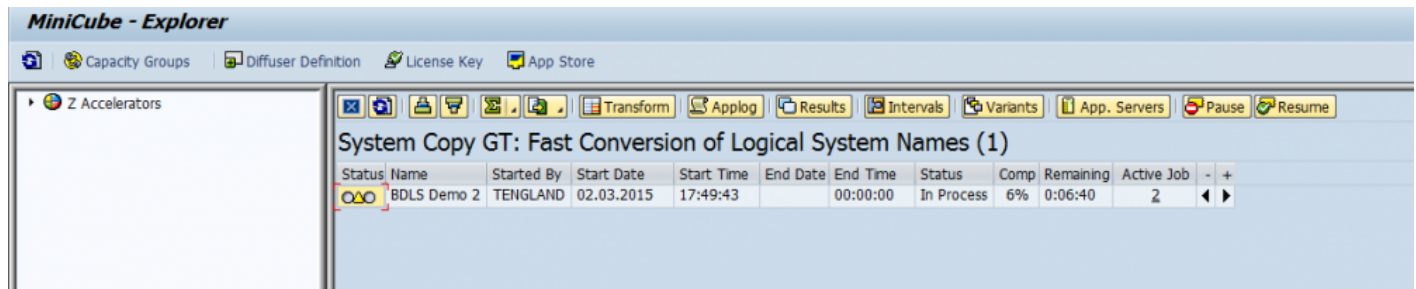 MiniCube - Explorer
Capacity Groups Diffuser Definition License Key App Store
Z Accelerators
Transform Applog Results Intervals Variants App. Servers Pause Resume
System Copy GT: Fast Conversion of Logical System Names (1)
Status Name Started By Start Date Start Time End Date End Time Status Comp Remaining Active Job - +
BDLS Demo 2 TENGLAND 02.03.2015 17:49:43 00:00:00 In Process 6% 0:06:40 2